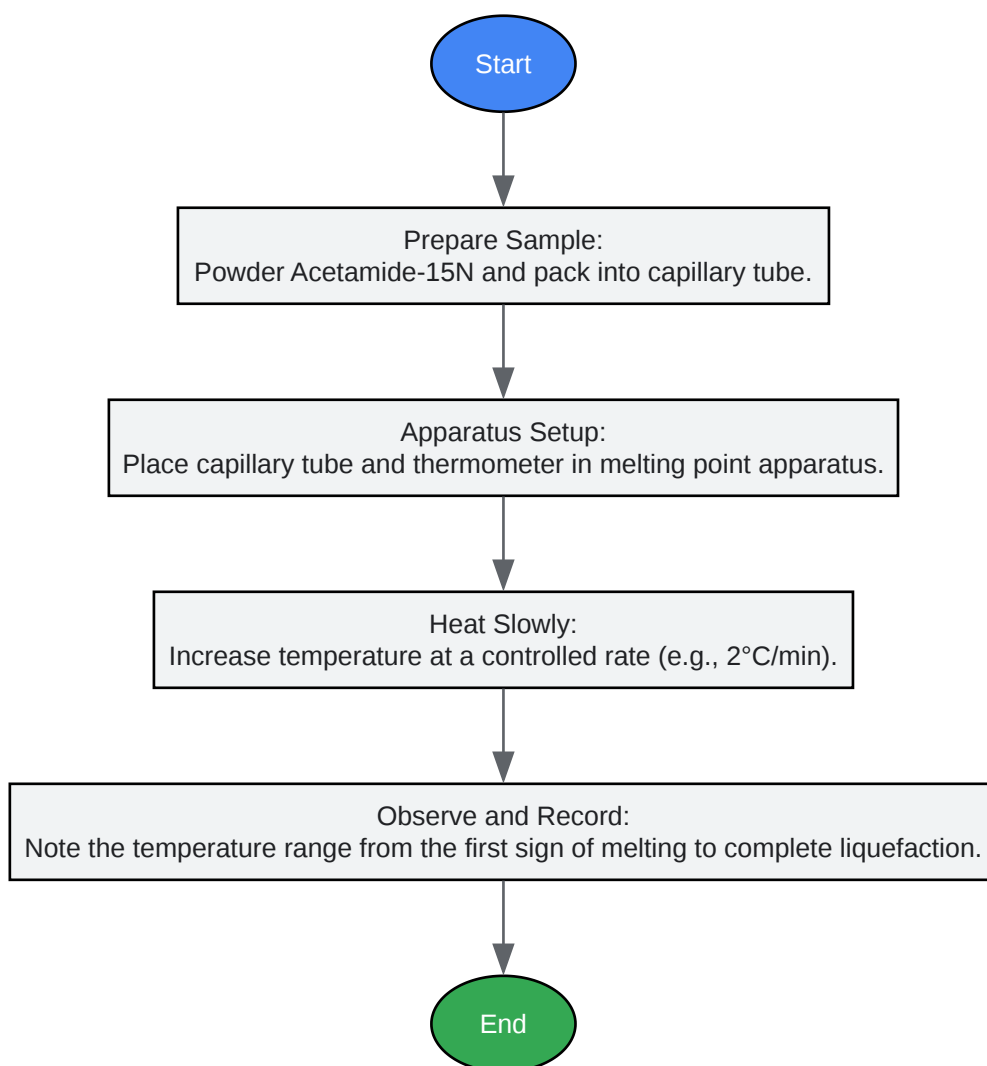 Start
Prepare Sample:
Powder Acetamide-15N and pack into capillary tube.
Apparatus Setup:
Place capillary tube and thermometer in melting point apparatus.
Heat Slowly:
Increase temperature at a controlled rate (e.g., 2°C/min).
Observe and Record:
Note the temperature range from the first sign of melting to complete liquefaction.
End